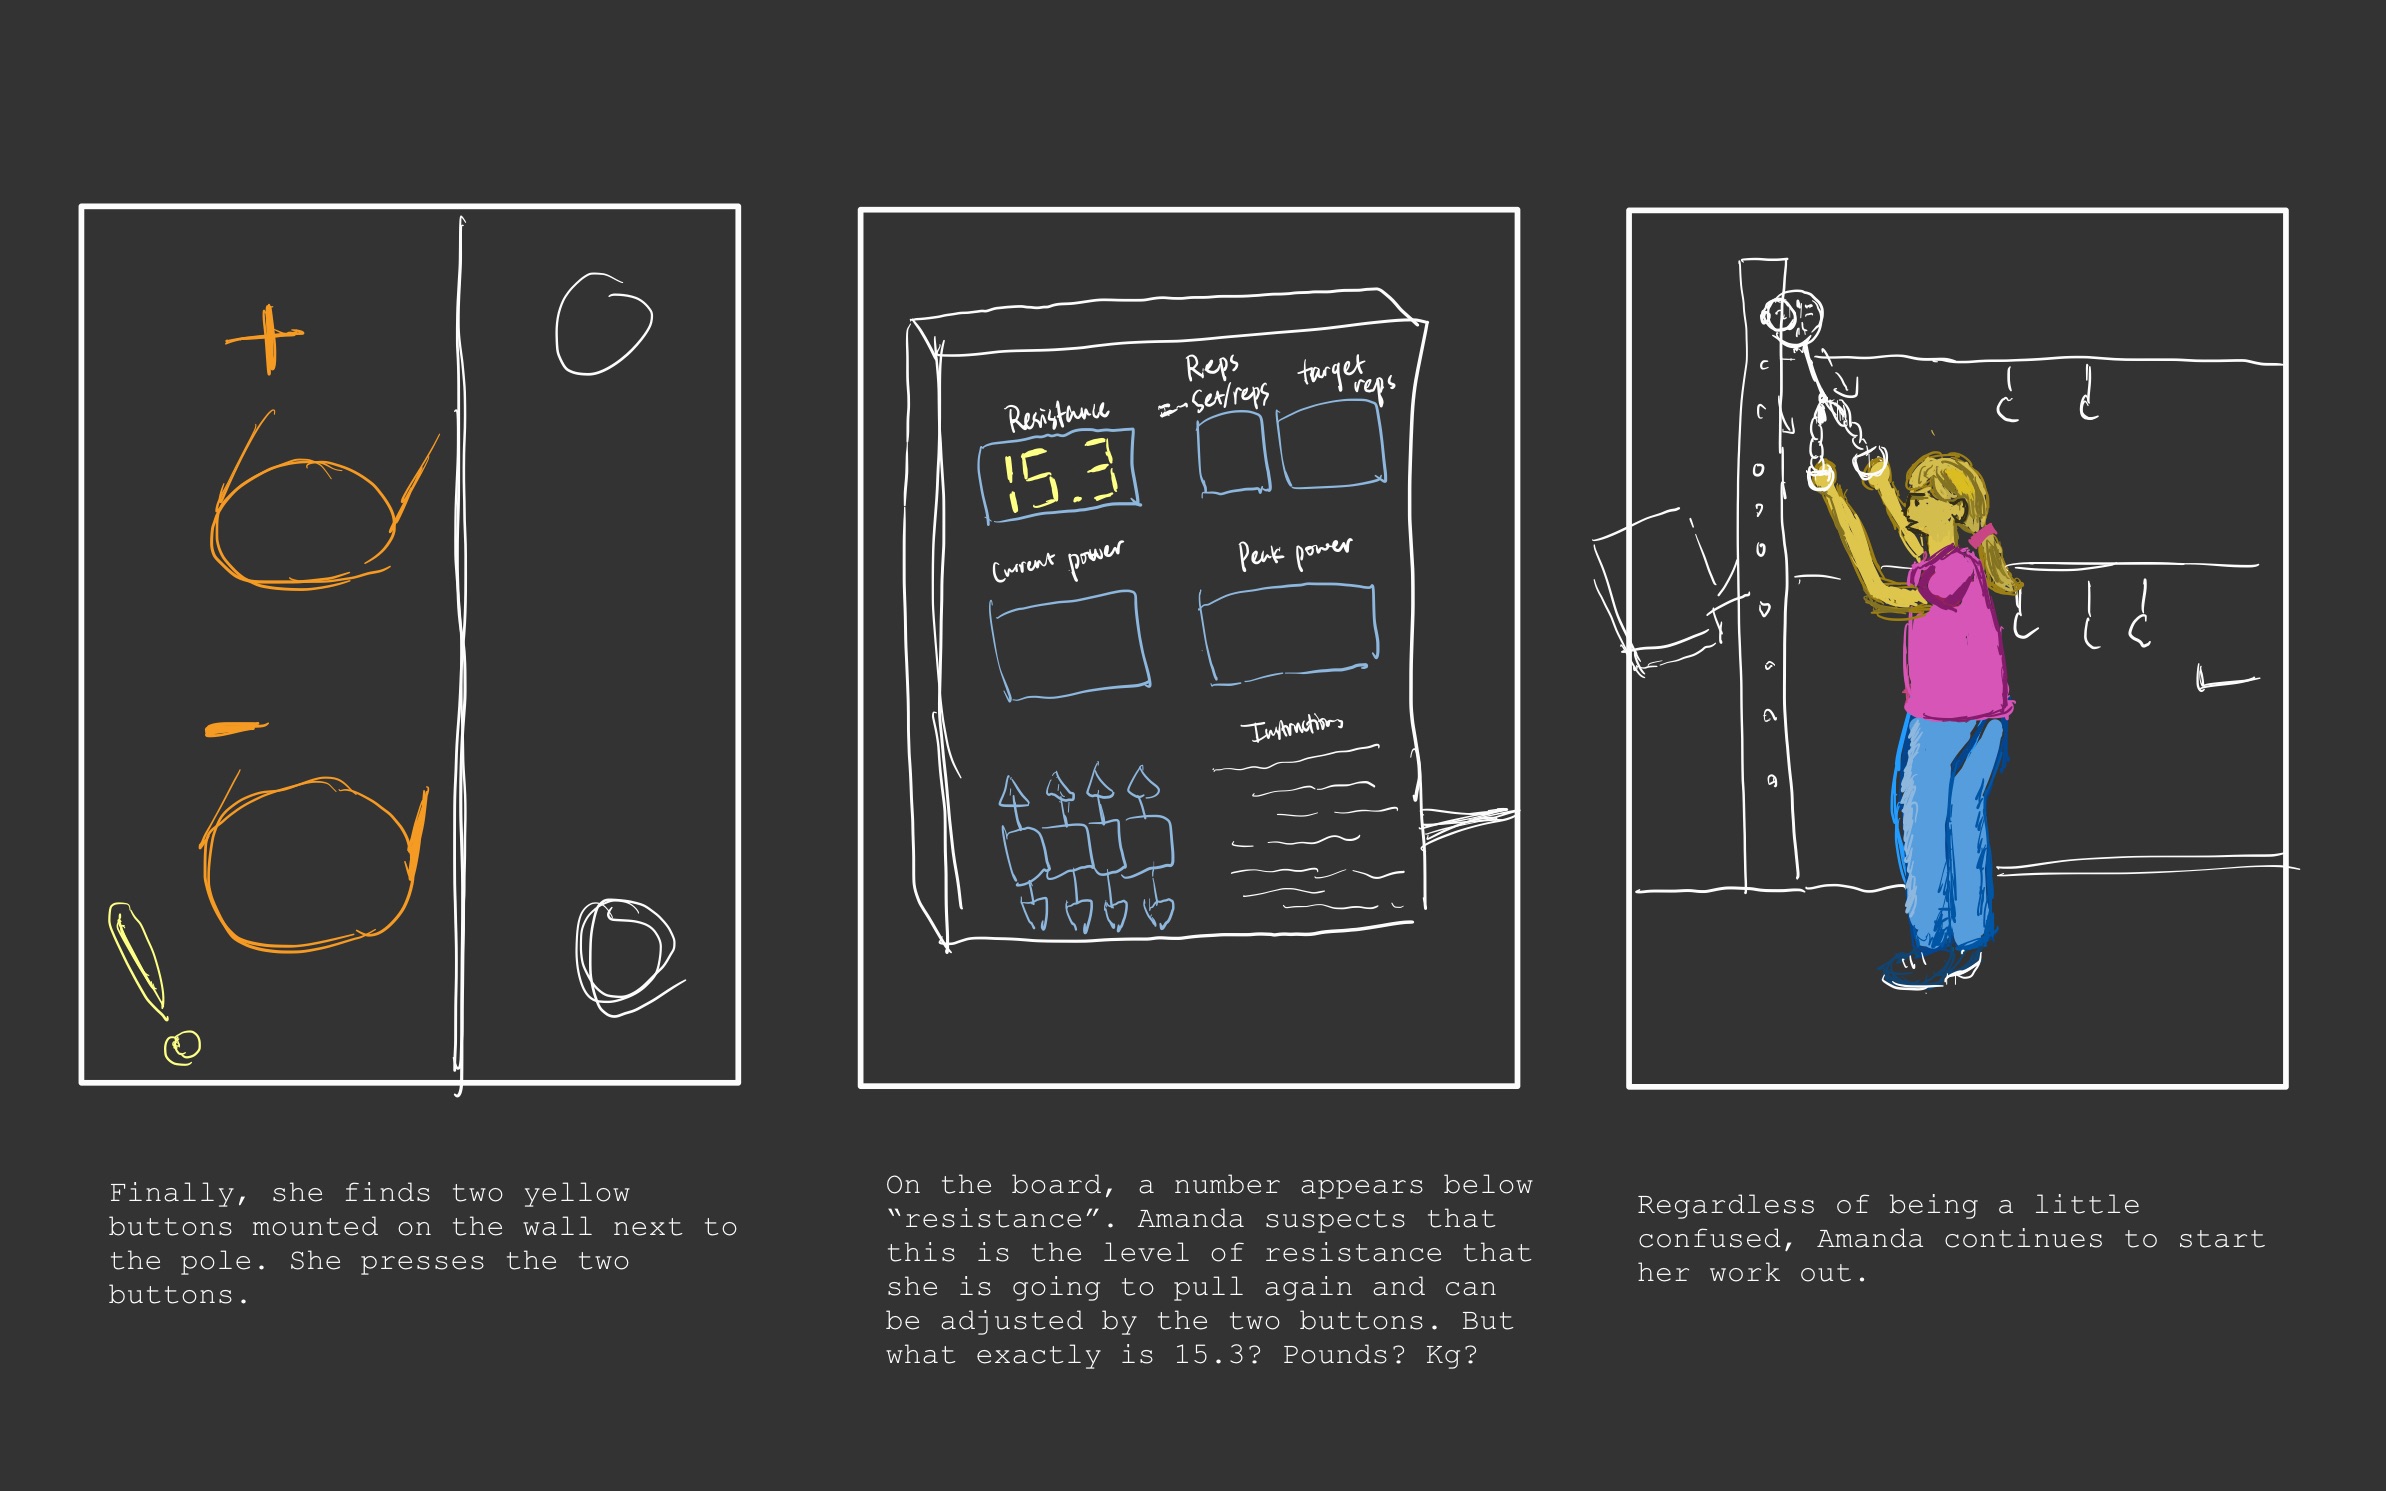 +
-
Finally, she finds two yellow
buttons mounted on the wall next to
the pole. She presses the two
buttons.
Resistance
15.3
Reps
Set/reps
target
reps
Current power
Peak power
Instructions
On the board, a number appears below
“resistance”. Amanda suspects that
this is the level of resistance that
she is going to pull again and can
be adjusted by the two buttons. But
what exactly is 15.3? Pounds? Kg?
Regardless of being a little
confused, Amanda continues to start
her work out.